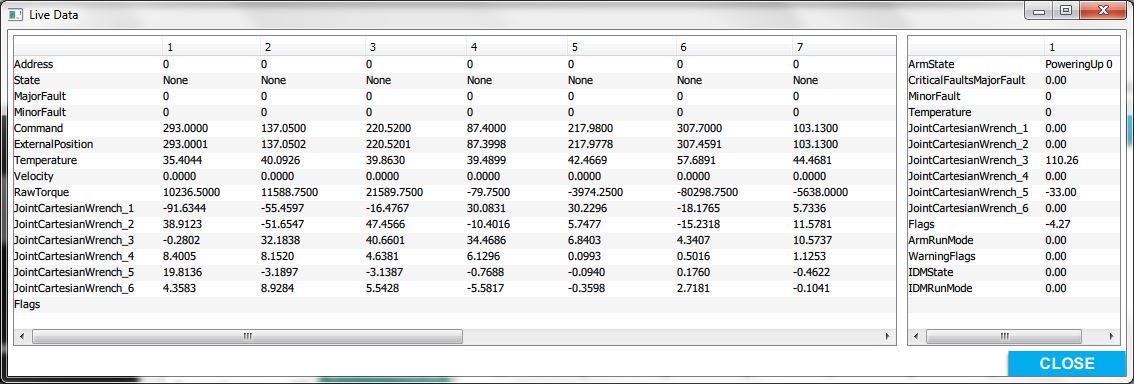 Live Data
1 2 3 4 5 6 7
Address 0 0 0 0 0 0 0
State None None None None None None None
MajorFault 0 0 0 0 0 0 0
MinorFault 0 0 0 0 0 0 0
Command 293.0000 137.0500 220.5200 87.4000 217.9800 307.7000 103.1300
ExternalPosition 293.0001 137.0502 220.5201 87.3998 217.9778 307.4591 103.1300
Temperature 35.4044 40.0926 39.8630 39.4899 42.4669 57.6891 44.4681
Velocity 0.0000 0.0000 0.0000 0.0000 0.0000 0.0000 0.0000
RawTorque 10236.5000 11588.7500 21589.7500 -79.7500 -3974.2500 -80298.7500 -5638.0000
JointCartesianWrench_1 -91.6344 -55.4597 -16.4767 30.0831 30.2296 -18.1765 5.7336
JointCartesianWrench_2 38.9123 -51.6547 47.4566 -10.4016 5.7477 -15.2318 11.5781
JointCartesianWrench_3 -0.2802 32.1838 40.6601 34.4686 6.8403 4.3407 10.5737
JointCartesianWrench_4 8.4005 8.1520 4.6381 6.1296 0.0993 0.5016 1.1253
JointCartesianWrench_5 19.8136 -3.1897 -3.1387 -0.7688 -0.0940 0.1760 -0.4622
JointCartesianWrench_6 4.3583 8.9284 5.5428 -5.5817 -0.3598 2.7181 -0.1041
Flags
1
ArmState PoweringUp 0
CriticalFaultsMajorFault 0.00
MinorFault 0
Temperature 0
JointCartesianWrench_1 0.00
JointCartesianWrench_2 0.00
JointCartesianWrench_3 110.26
JointCartesianWrench_4 0.00
JointCartesianWrench_5 -33.00
JointCartesianWrench_6 0.00
Flags -4.27
ArmRunMode 0.00
WarningFlags 0.00
IDMState 0.00
IDMRunMode 0.00
CLOSE